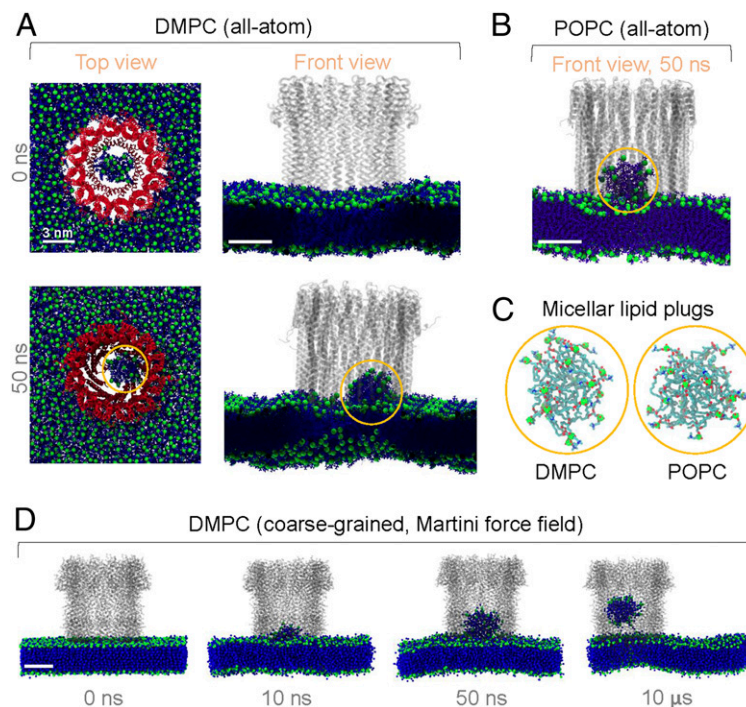 A
DMPC (all-atom)
Top view
Front view
0 ns
3 nm
50 ns
B
POPC (all-atom)
Front view, 50 ns
C
Micellar lipid plugs
DMPC
POPC
D
DMPC (coarse-grained, Martini force field)
0 ns
10 ns
50 ns
10 µs